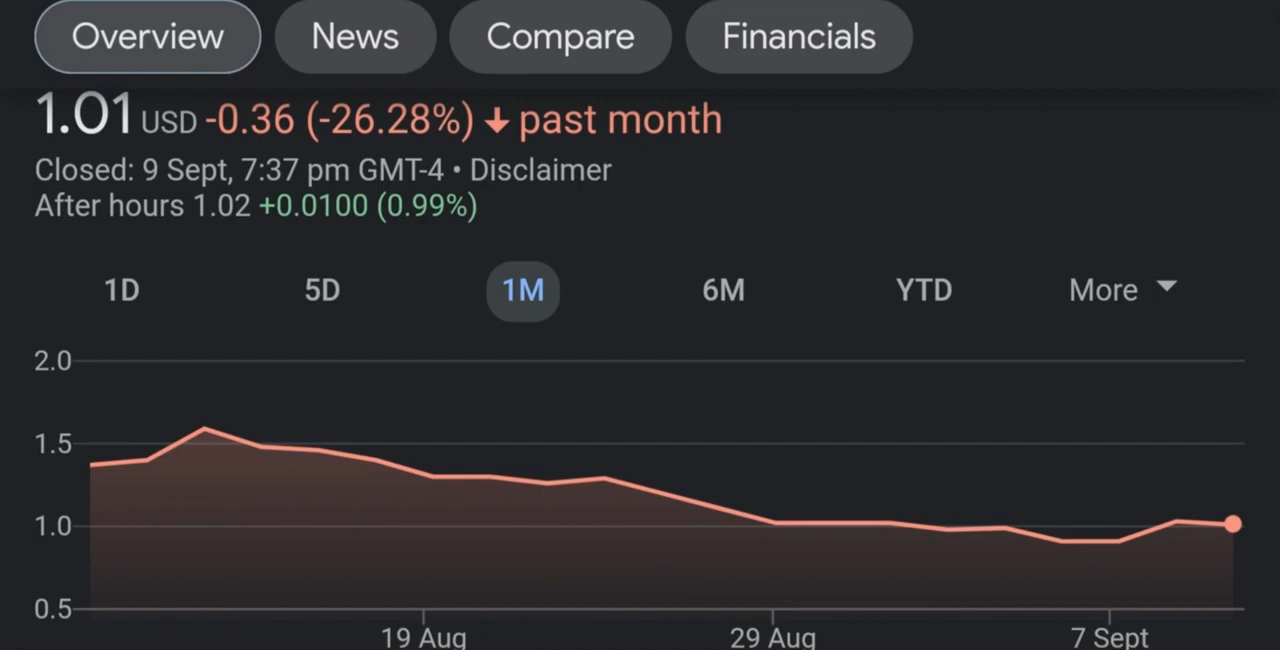 Overview News Compare Financials
1.01 USD -0.36 (-26.28%) ↓ past month
Closed: 9 Sept, 7:37 pm GMT-4 • Disclaimer
After hours 1.02 +0.0100 (0.99%)
1D 5D 1M 6M YTD More
2.0
1.5
1.0
0.5
19 Aug 29 Aug 7 Sept